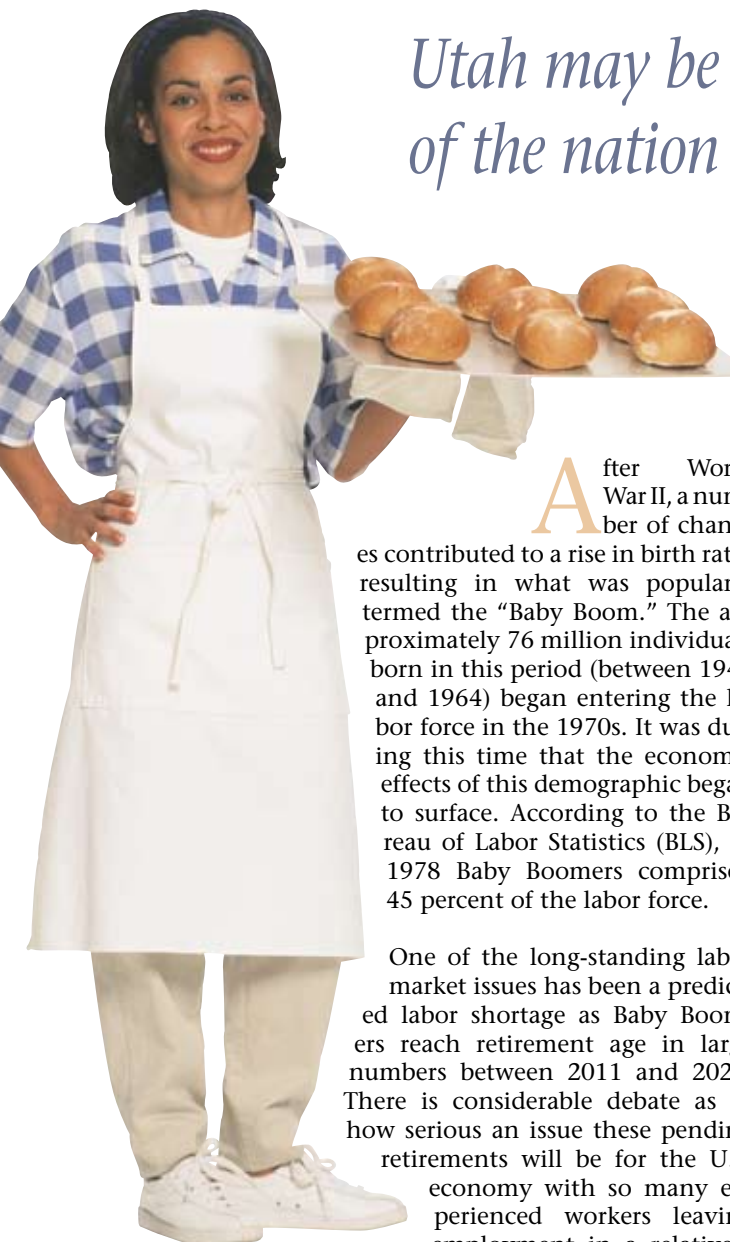 Utah may be
of the nation
After Wor
War II, a num
ber of chan
es contributed to a rise in birth rat
resulting in what was popular
termed the “Baby Boom.” The a
proximately 76 million individua
born in this period (between 194
and 1964) began entering the l
bor force in the 1970s. It was du
ing this time that the econom
effects of this demographic bega
to surface. According to the B
reau of Labor Statistics (BLS),
1978 Baby Boomers comprise
45 percent of the labor force.
One of the long-standing lab
market issues has been a predic
ed labor shortage as Baby Boom
ers reach retirement age in larg
numbers between 2011 and 202
There is considerable debate as
how serious an issue these pendin
retirements will be for the U.
economy with so many e
perienced workers leavin
employment in a relativ